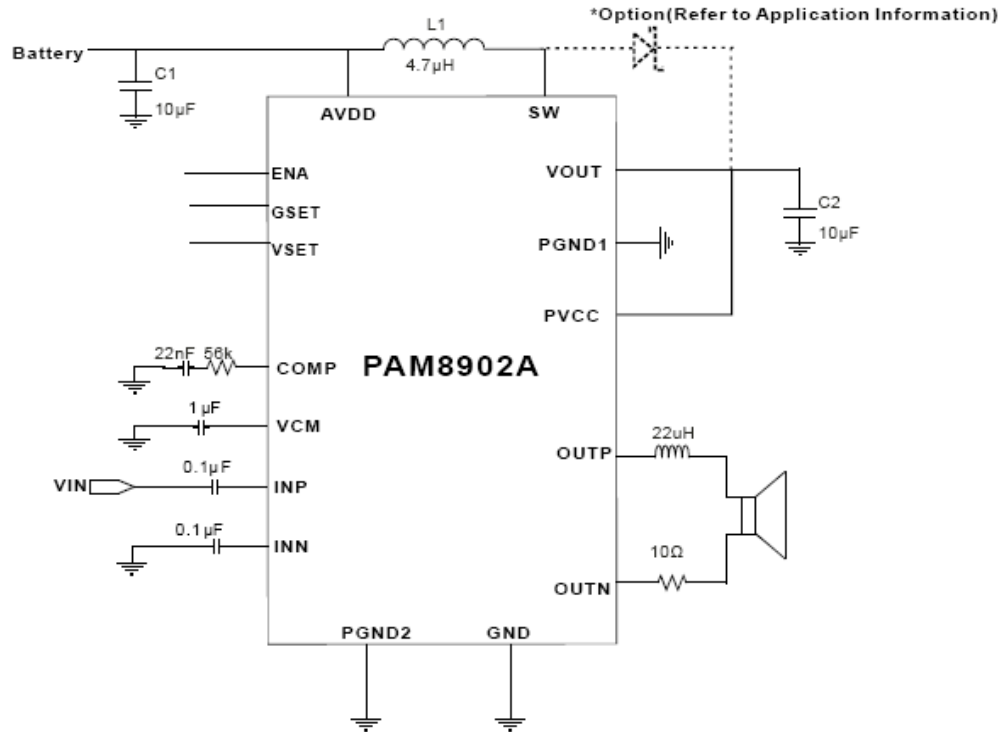 *Option(Refer to Application Information)
L1
Battery
4.7µH
C1
10µF
AVDD
SW
ENA
VOUT
GSET
C2
VSET
PGND1
10µF
PVCC
22nF 56k
COMP
PAM8902A
1µF
VCM
22uH
OUTP
0.1µF
VIN
INP
0.1µF
INN
10Ω
OUTN
PGND2
GND